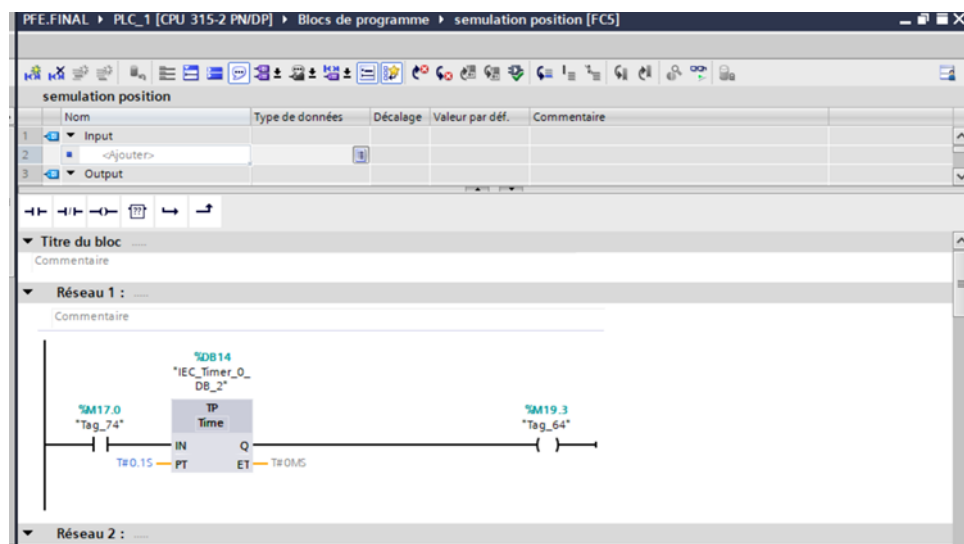 PFE.FINAL ▸ PLC_1 [CPU 315-2 PN/DP] ▸ Blocs de programme ▸ semulation position [FC5]
semulation position
Nom Type de données Décalage Valeur par déf. Commentaire
1 Input
2 <Ajouter>
3 Output
Titre du bloc
Commentaire
Réseau 1 :
Commentaire
%DB14
"IEC_Timer_0_
DB_2"
%M17.0
"Tag_74"
TP
Time
%M19.3
"Tag_64"
IN Q
T#0.1S PT ET T#0MS
Réseau 2 :